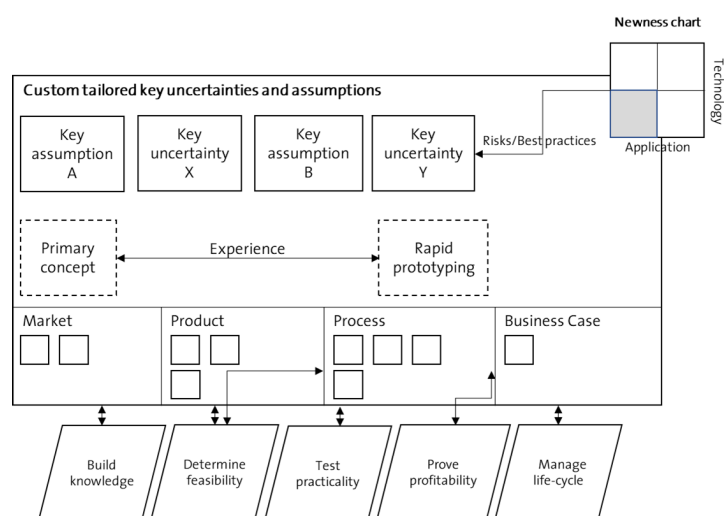 Newness chart
Technology
Application
Custom tailored key uncertainties and assumptions
Key
assumption
A
Key
uncertainty
X
Key
assumption
B
Key
uncertainty
Y
Risks/Best practices
Primary
concept
Experience
Rapid
prototyping
Market
Product
Process
Business Case
Build
knowledge
Determine
feasibility
Test
practicality
Prove
profitability
Manage
life-cycle